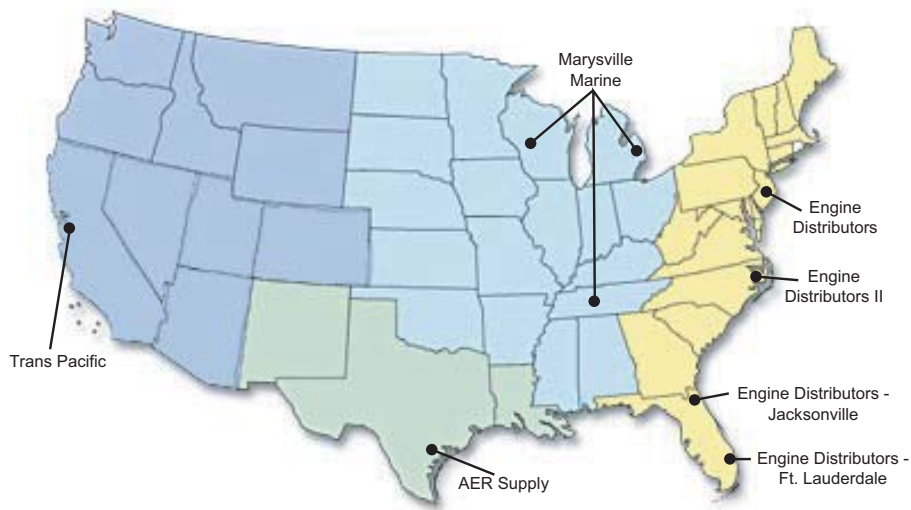 Marysville
Marine
Engine
Distributors
Engine
Distributors II
Trans Pacific
Engine Distributors -
Jacksonville
Engine Distributors -
Ft. Lauderdale
AER Supply